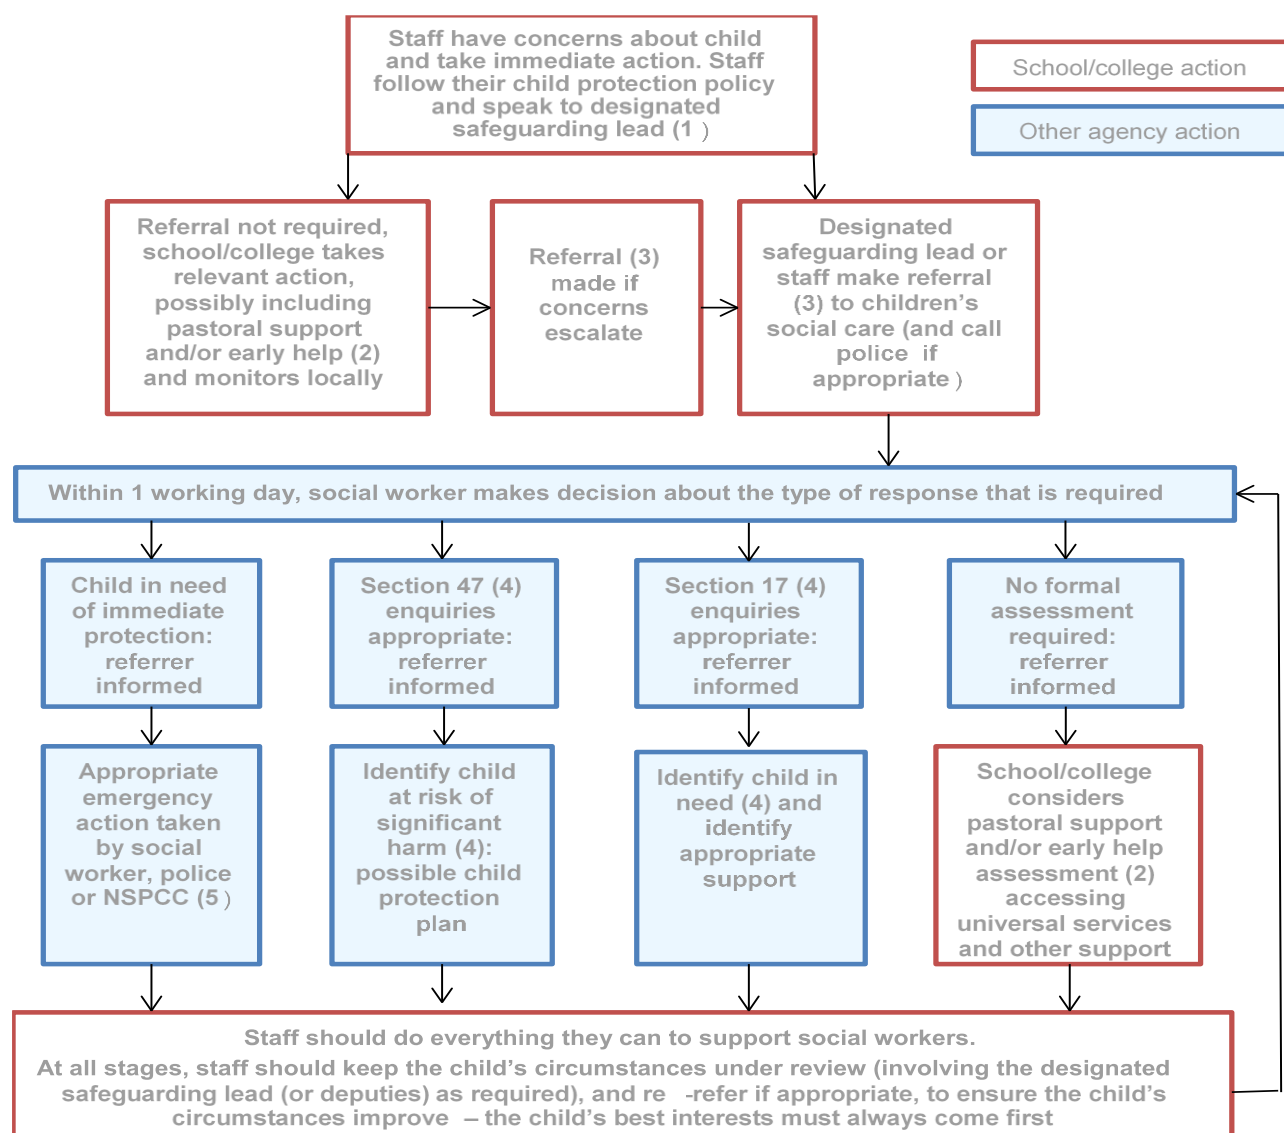 Staff have concerns about child
and take immediate action. Staff
follow their child protection policy
and speak to designated
safeguarding lead (1 )
School/college action
Other agency action
Referral not required,
school/college takes
relevant action,
possibly including
pastoral support
and/or early help (2)
and monitors locally
Referral (3)
made if
concerns
escalate
Designated
safeguarding lead or
staff make referral
(3) to children’s
social care (and call
police if
appropriate )
Within 1 working day, social worker makes decision about the type of response that is required
Child in need
of immediate
protection:
referrer
informed
Section 47 (4)
enquiries
appropriate:
referrer
informed
Section 17 (4)
enquiries
appropriate:
referrer
informed
No formal
assessment
required:
referrer
informed
Appropriate
emergency
action taken
by social
worker, police
or NSPCC (5 )
Identify child
at risk of
significant
harm (4):
possible child
protection
plan
Identify child in
need (4) and
identify
appropriate
support
School/college
considers
pastoral support
and/or early help
assessment (2)
accessing
universal services
and other support
Staff should do everything they can to support social workers.
At all stages, staff should keep the child’s circumstances under review (involving the designated
safeguarding lead (or deputies) as required), and re -refer if appropriate, to ensure the child’s
circumstances improve – the child’s best interests must always come first